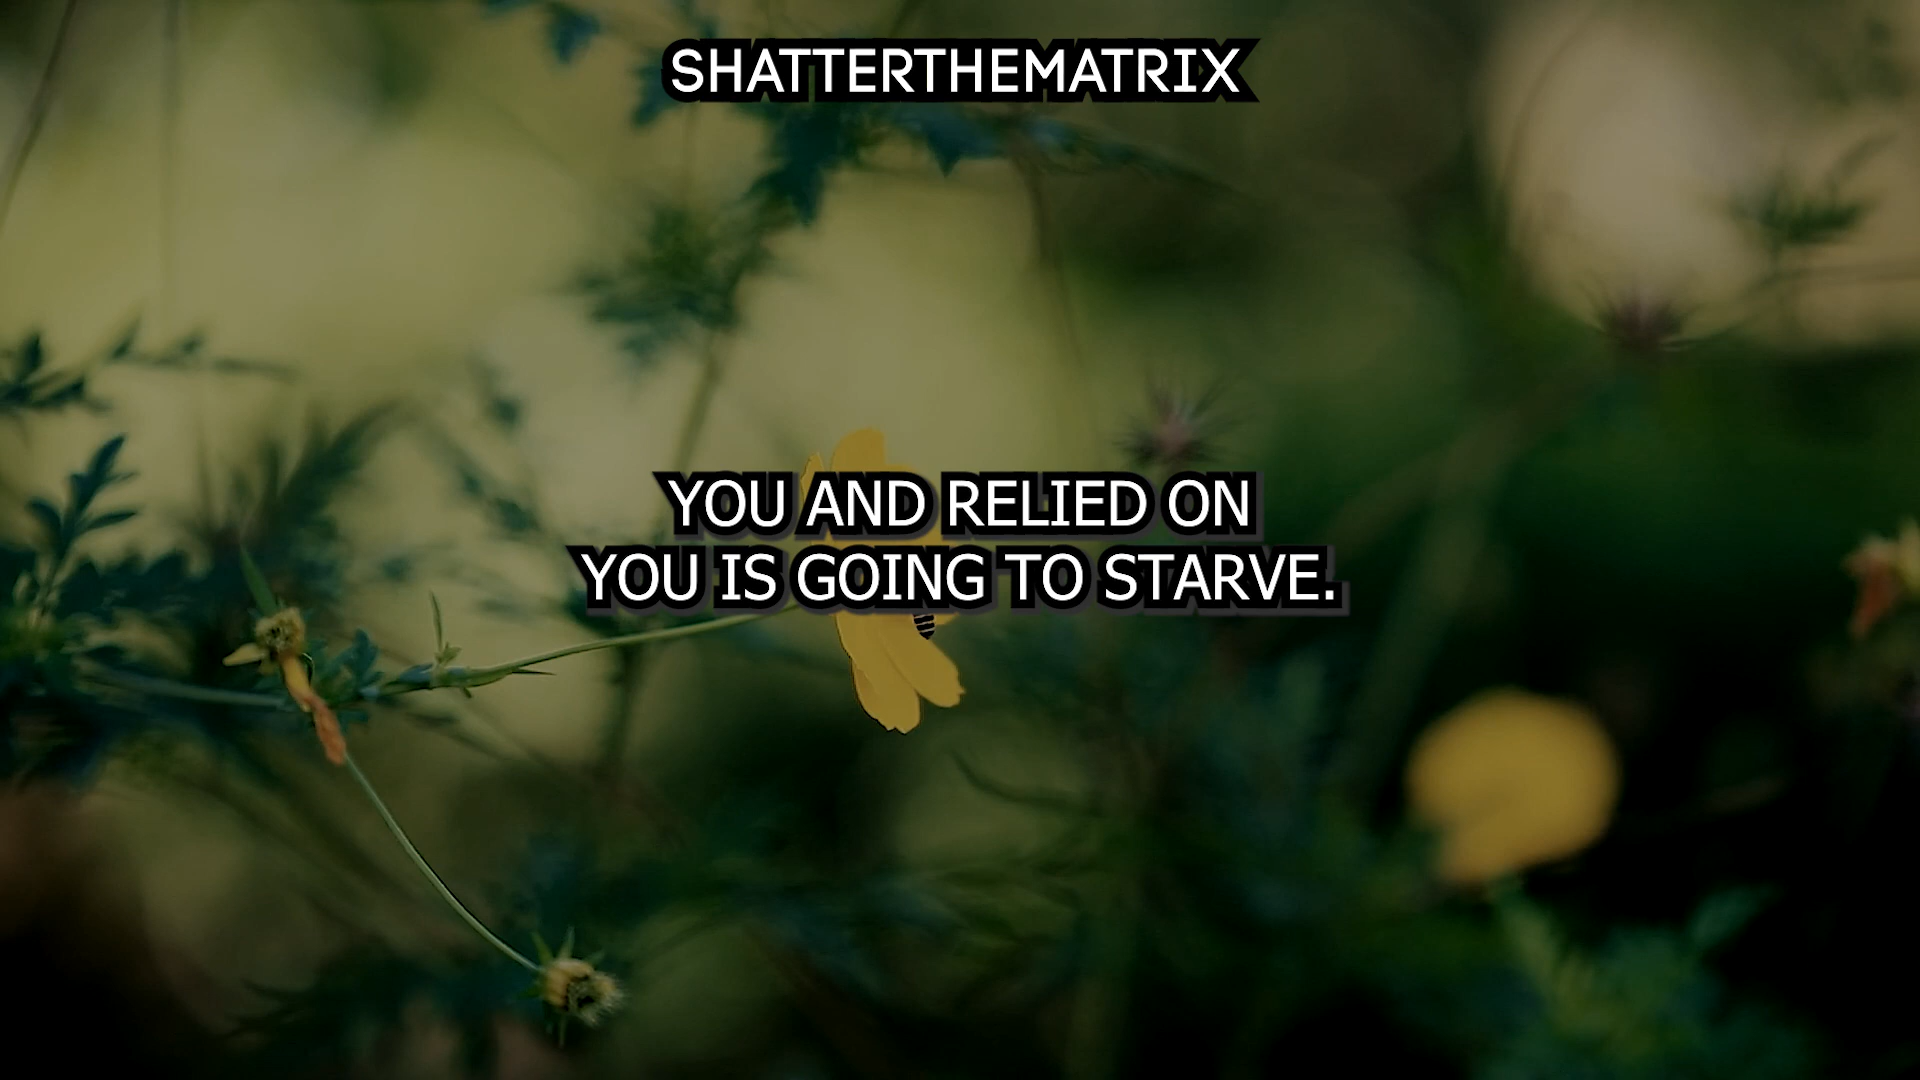 SHATTERTHEMATRIX
YOU AND RELIED ON
YOU IS GOING TO STARVE.